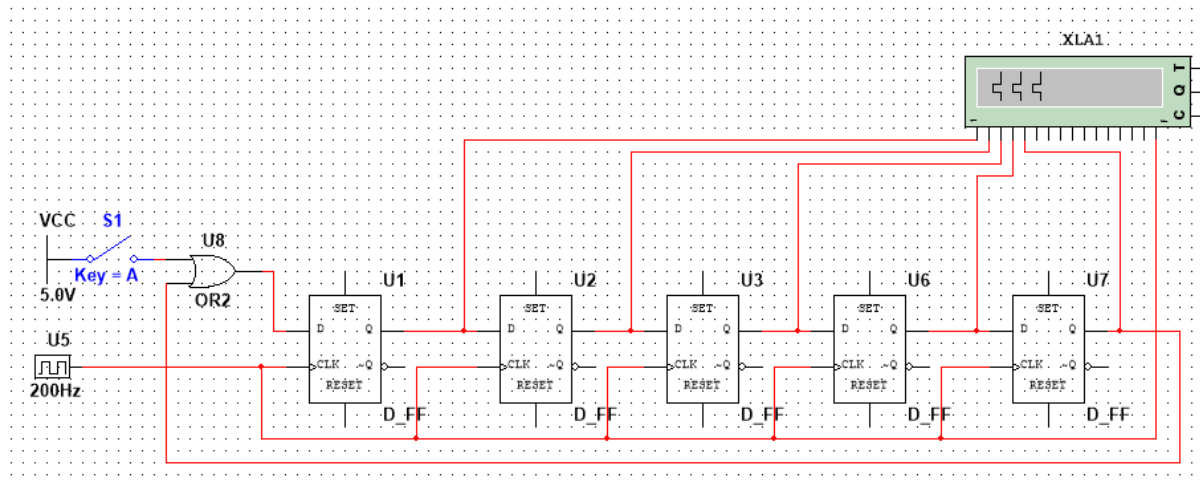 XLA1
T
Q
C
VCC S1
U8
Key = A
5.0V
OR2
U1 U2 U3 U6 U7
SET SET SET SET SET
D Q D Q D Q D Q D Q
U5
CLK ~Q CLK ~Q CLK ~Q CLK ~Q CLK ~Q
RESET RESET RESET RESET RESET
200Hz
D_FF D_FF D_FF D_FF D_FF